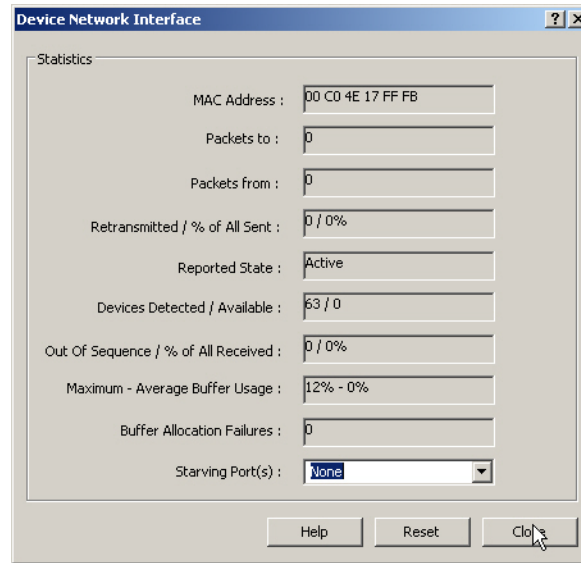 Device Network Interface
Statistics
MAC Address : 00 C0 4E 17 FF FB
Packets to : 0
Packets from : 0
Retransmitted / % of All Sent : 0 / 0%
Reported State : Active
Devices Detected / Available : 63 / 0
Out Of Sequence / % of All Received : 0 / 0%
Maximum - Average Buffer Usage : 12% - 0%
Buffer Allocation Failures : 0
Starving Port(s) : None
Help Reset Close